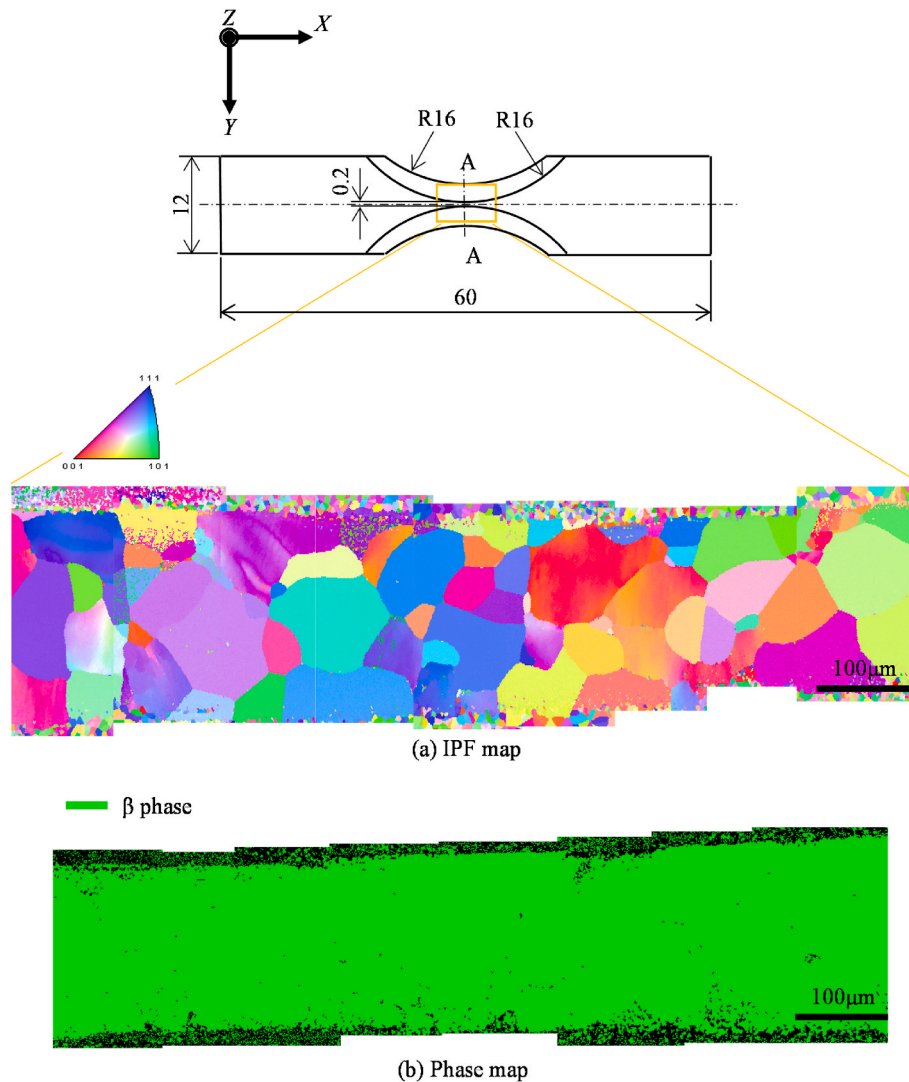 Z
X
Y
R16
R16
A
0.2
12
A
60
111
001
101
100μm
(a) IPF map
β phase
100μm
(b) Phase map